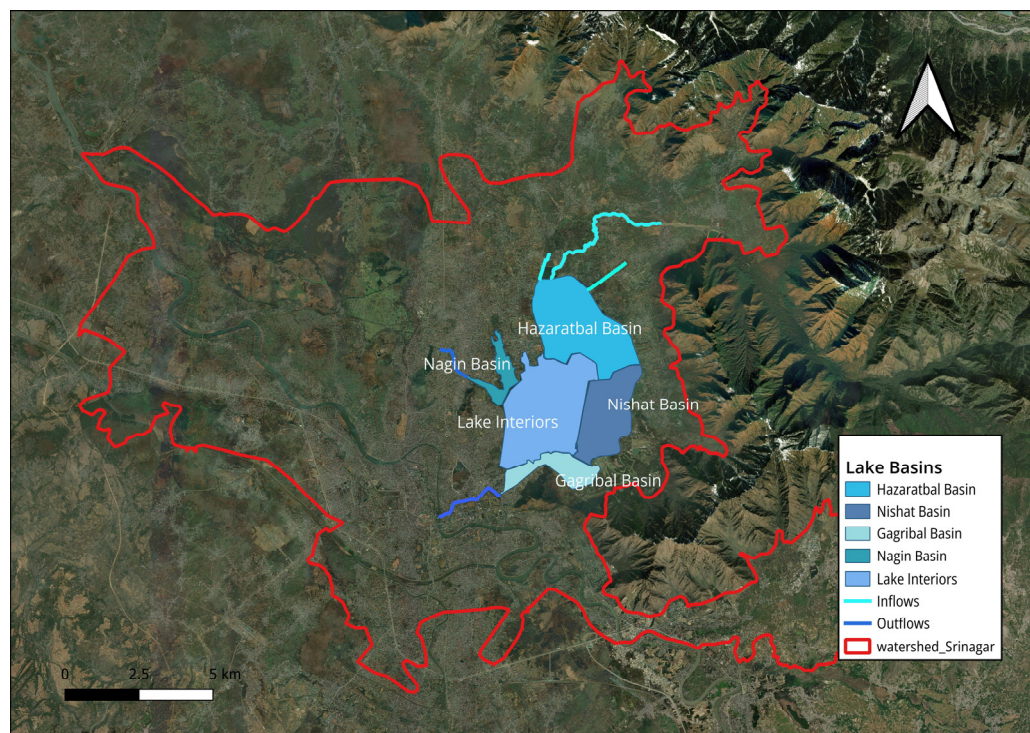 Hazaratbal Basin
Nagin Basin
Nishat Basin
Lake Interiors
Gagribal Basin
Lake Basins
Hazaratbal Basin
Nishat Basin
Gagribal Basin
Nagin Basin
Lake Interiors
Inflows
Outflows
watershed_Srinagar
0 2.5 5 km